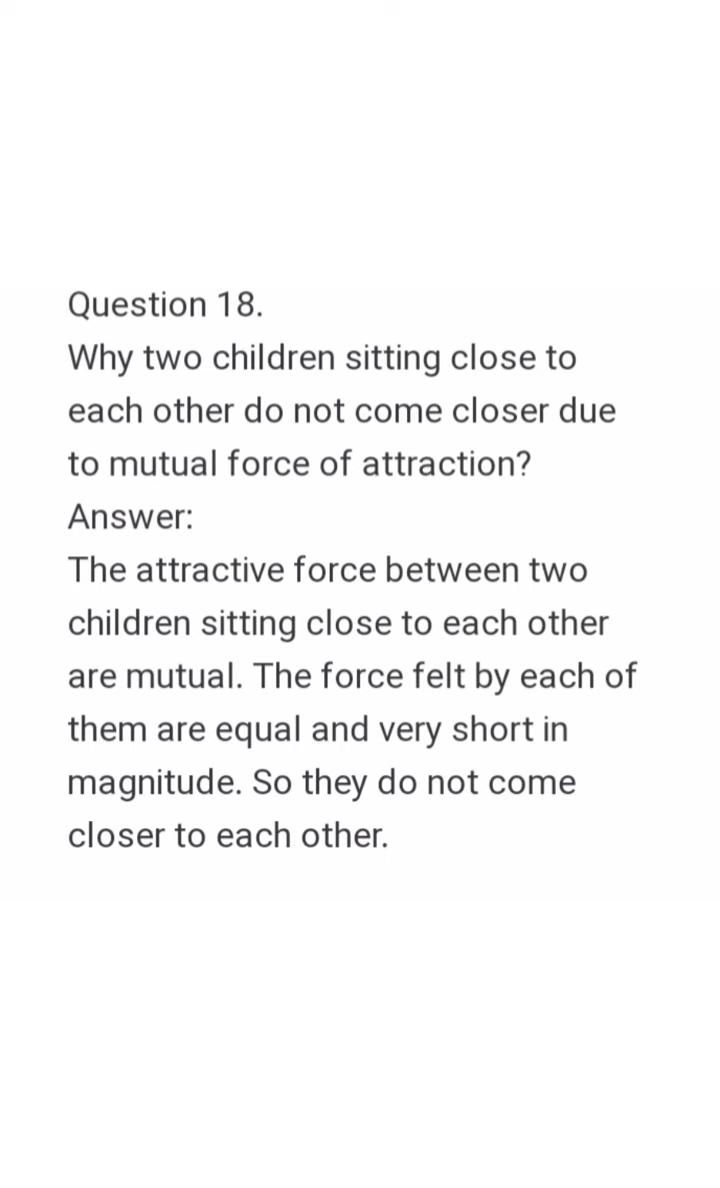 Question 18.
Why two children sitting close to
each other do not come closer due
to mutual force of attraction?
Answer:
The attractive force between two
children sitting close to each other
are mutual. The force felt by each of
them are equal and very short in
magnitude. So they do not come
closer to each other.